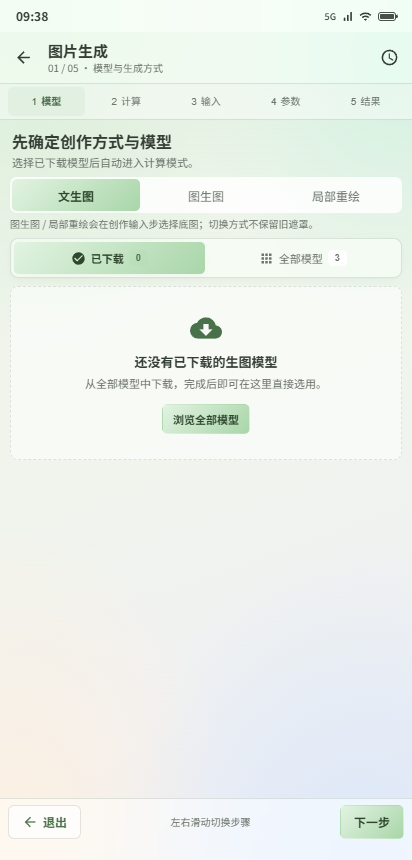 09:38
5G
图片生成
01 / 05 · 模型与生成方式
1 模型
2 计算
3 输入
4 参数
5 结果
先确定创作方式与模型
选择已下载模型后自动进入计算模式。
文生图
图生图
局部重绘
图生图 / 局部重绘会在创作输入步选择底图；切换方式不保留旧遮罩。
已下载 0
全部模型 3
还没有已下载的生图模型
从全部模型中下载，完成后即可在这里直接选用。
浏览全部模型
退出
左右滑动切换步骤
下一步